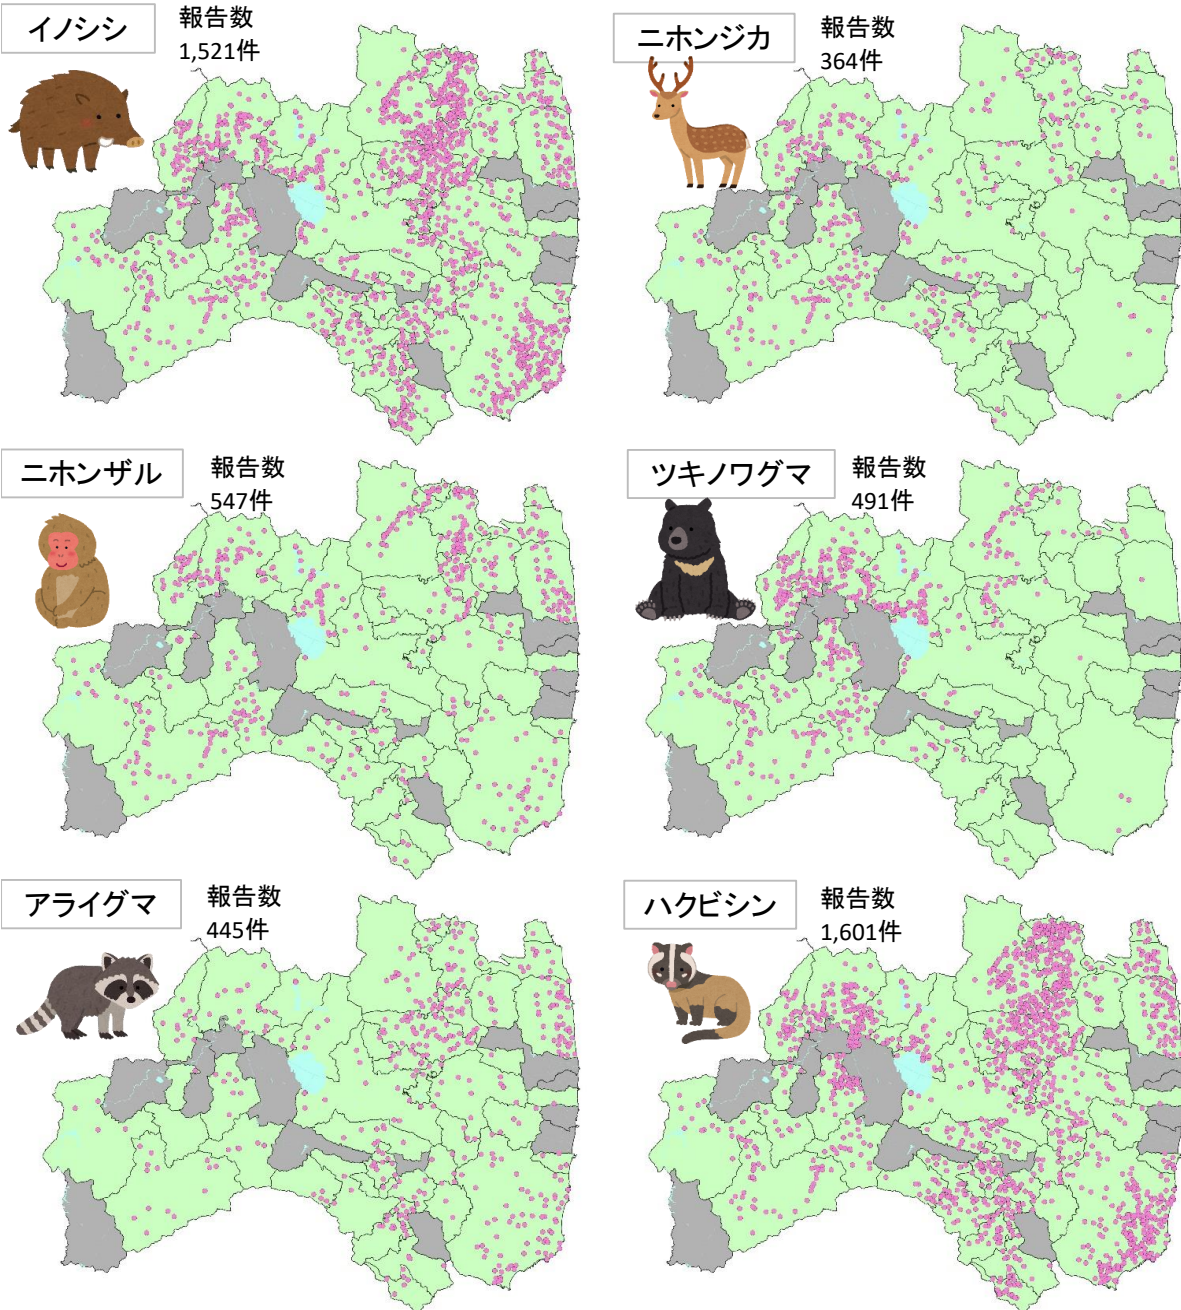 イノシシ
報告数
1,521件
ニホンジカ
報告数
364件
ニホンザル
報告数
547件
ツキノワグマ
報告数
491件
アライグマ
報告数
445件
ハクビシン
報告数
1,601件